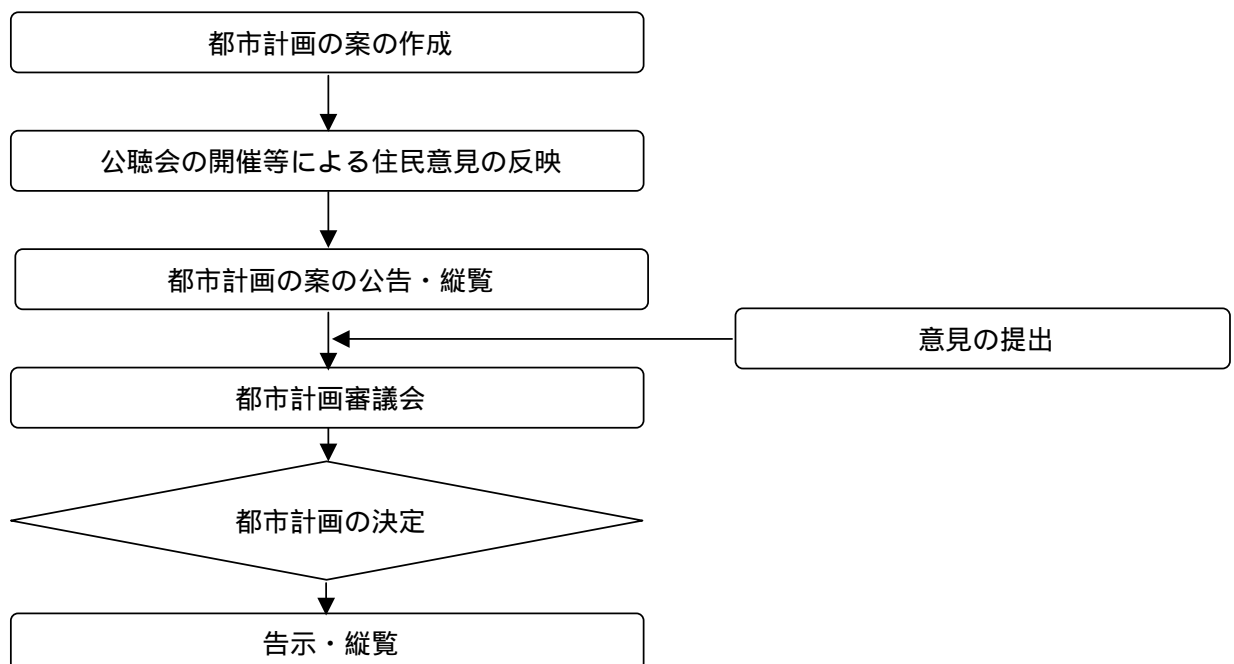 都市計画の案の作成
公聴会の開催等による住民意見の反映
都市計画の案の公告・縦覧
意見の提出
都市計画審議会
都市計画の決定
告示・縦覧